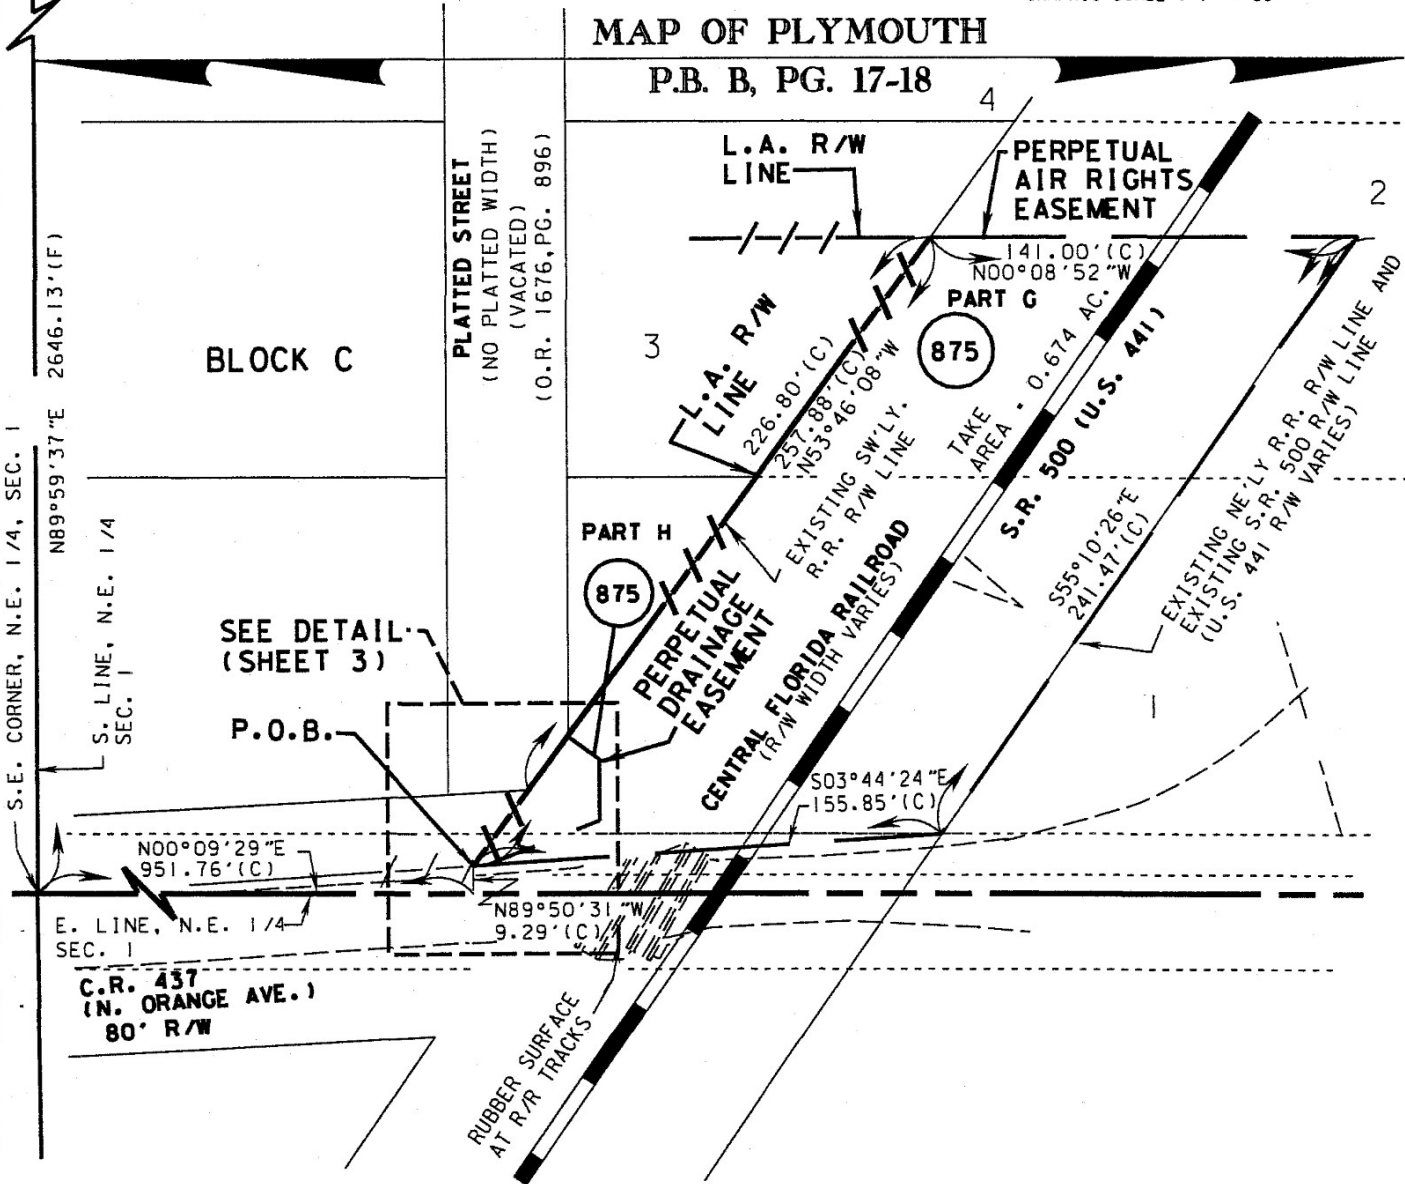 MAP OF PLYMOUTH
P.B. B, PG. 17-18
4
L.A. R/W
LINE
PERPETUAL
AIR RIGHTS
EASEMENT
2
PLATTED STREET
(NO PLATTED WIDTH)
(VACATED)
(O.R. 1676,PG. 896)
N89°59'37"E 2646.13'(F)
BLOCK C
3
141.00'(C)
N00°08'52"W
PART G
875
L.A. R/W
LINE
226.80'(C)
257.88'(C)
N53°46'08"W
EXISTING SW'LY.
R.R. R/W LINE
TAKE
AREA = 0.674 AC.
S.R. 500 (U.S. 441)
S55°10'26"E
241.47'(C)
EXISTING NE'LY R.R. R/W LINE AND
EXISTING S.R. 500 R/W LINE
(U.S. 441 R/W VARIES)
S.E. CORNER, N.E. 1/4, SEC. 1
S. LINE, N.E. 1/4
SEC. 1
PART H
875
SEE DETAIL
(SHEET 3)
P.O.B.
PERPETUAL
DRAINAGE
EASEMENT
CENTRAL FLORIDA RAILROAD
(R/W WIDTH VARIES)
1
S03°44'24"E
155.85'(C)
N00°09'29"E
951.76'(C)
N89°50'31"W
9.29'(C)
E. LINE, N.E. 1/4
SEC. 1
C.R. 437
(N. ORANGE AVE.)
80' R/W
RUBBER SURFACE
AT R/R TRACKS